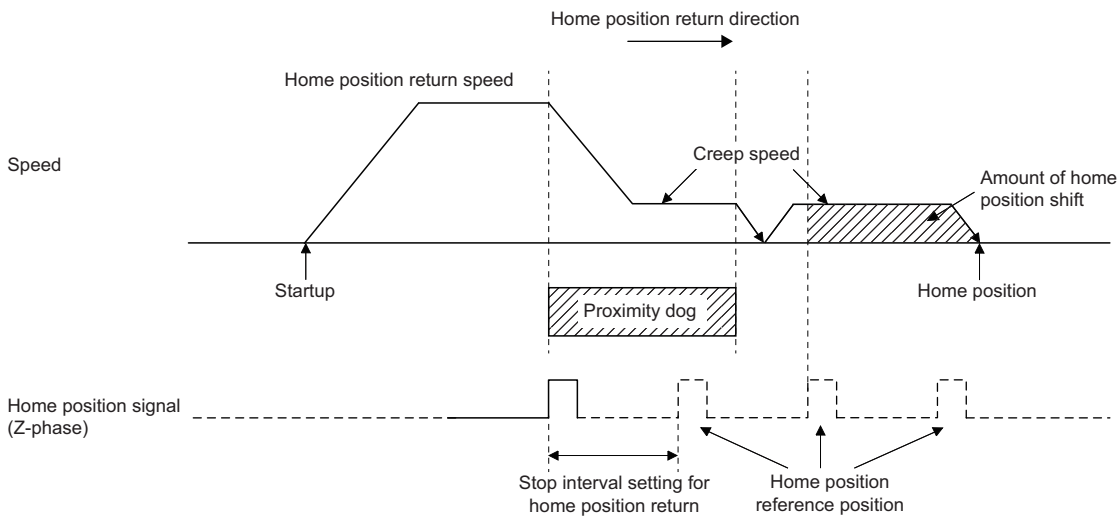 Home position return direction
Home position return speed
Speed
Creep speed
Amount of home
position shift
Startup
Home position
Proximity dog
Home position signal
(Z-phase)
Stop interval setting for
home position return
Home position
reference position